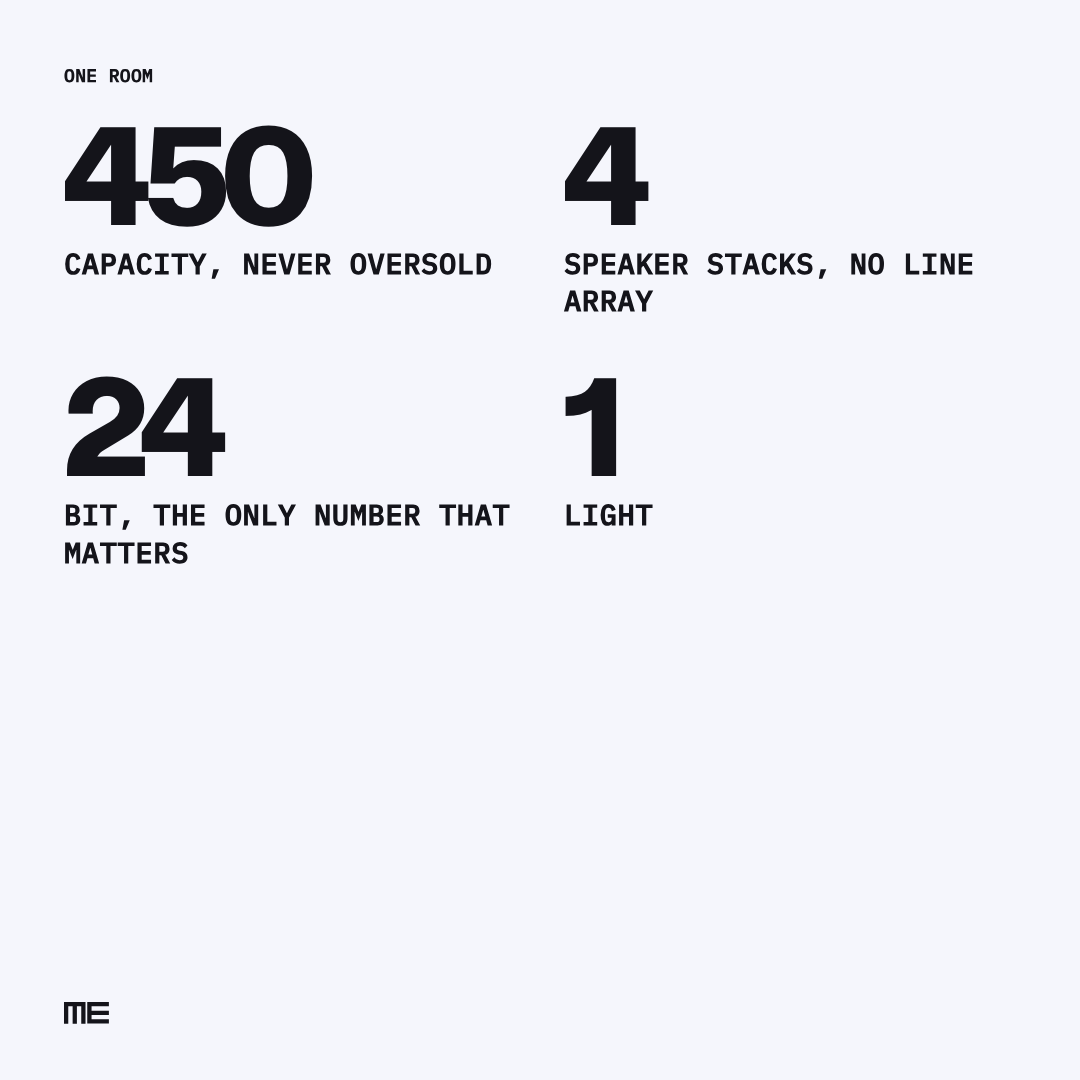 ONE ROOM
450
CAPACITY, NEVER OVERSOLD
4
SPEAKER STACKS, NO LINE
ARRAY
24
BIT, THE ONLY NUMBER THAT
MATTERS
1
LIGHT
ME